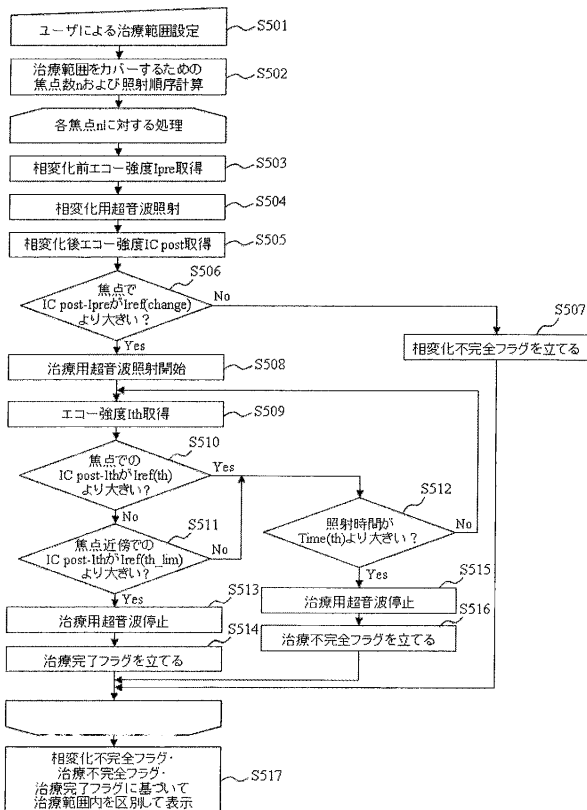 ユーザによる治療範囲設定
S501
治療範囲をカバーするための
焦点数nおよび照射順序計算
S502
各焦点niに対する処理
相変化前エコー強度Ipre取得
S503
相変化用超音波照射
S504
相変化後エコー強度IC post取得
S505
S506
焦点で
IC post-IpreがIref(change)
より大きい?
No
Yes
S507
相変化不完全フラグを立てる
治療用超音波照射開始
S508
エコー強度Ith取得
S509
S510
焦点での
IC post-IthがIref(th)
より大きい?
Yes
No
S511
焦点近傍での
IC post-IthがIref(th_lim)
より大きい?
No
Yes
S512
照射時間が
Time(th)より大きい?
No
Yes
S513
治療用超音波停止
S514
治療完了フラグを立てる
S515
治療用超音波停止
S516
治療不完全フラグを立てる
相変化不完全フラグ・
治療不完全フラグ・
治療完了フラグに基づいて
治療範囲内を区別して表示
S517